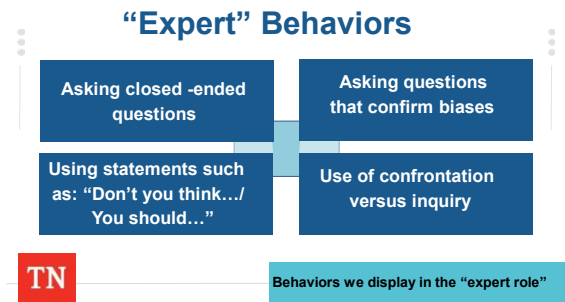 “Expert” Behaviors
Asking closed -ended
questions
Asking questions
that confirm biases
Using statements such
as: “Don’t you think…/
You should…”
Use of confrontation
versus inquiry
TN
Behaviors we display in the “expert role”